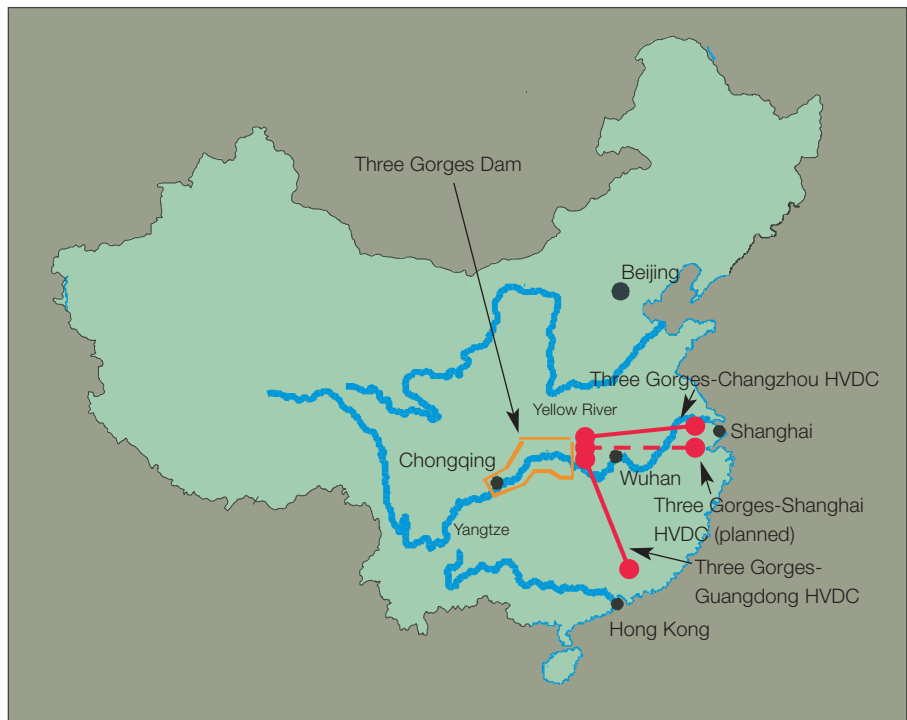 Three Gorges Dam
Beijing
Three Gorges-Changzhou HVDC
Yellow River
Shanghai
Chongqing
Wuhan
Three Gorges-Shanghai
HVDC (planned)
Yangtze
Three Gorges-
Guangdong HVDC
Hong Kong